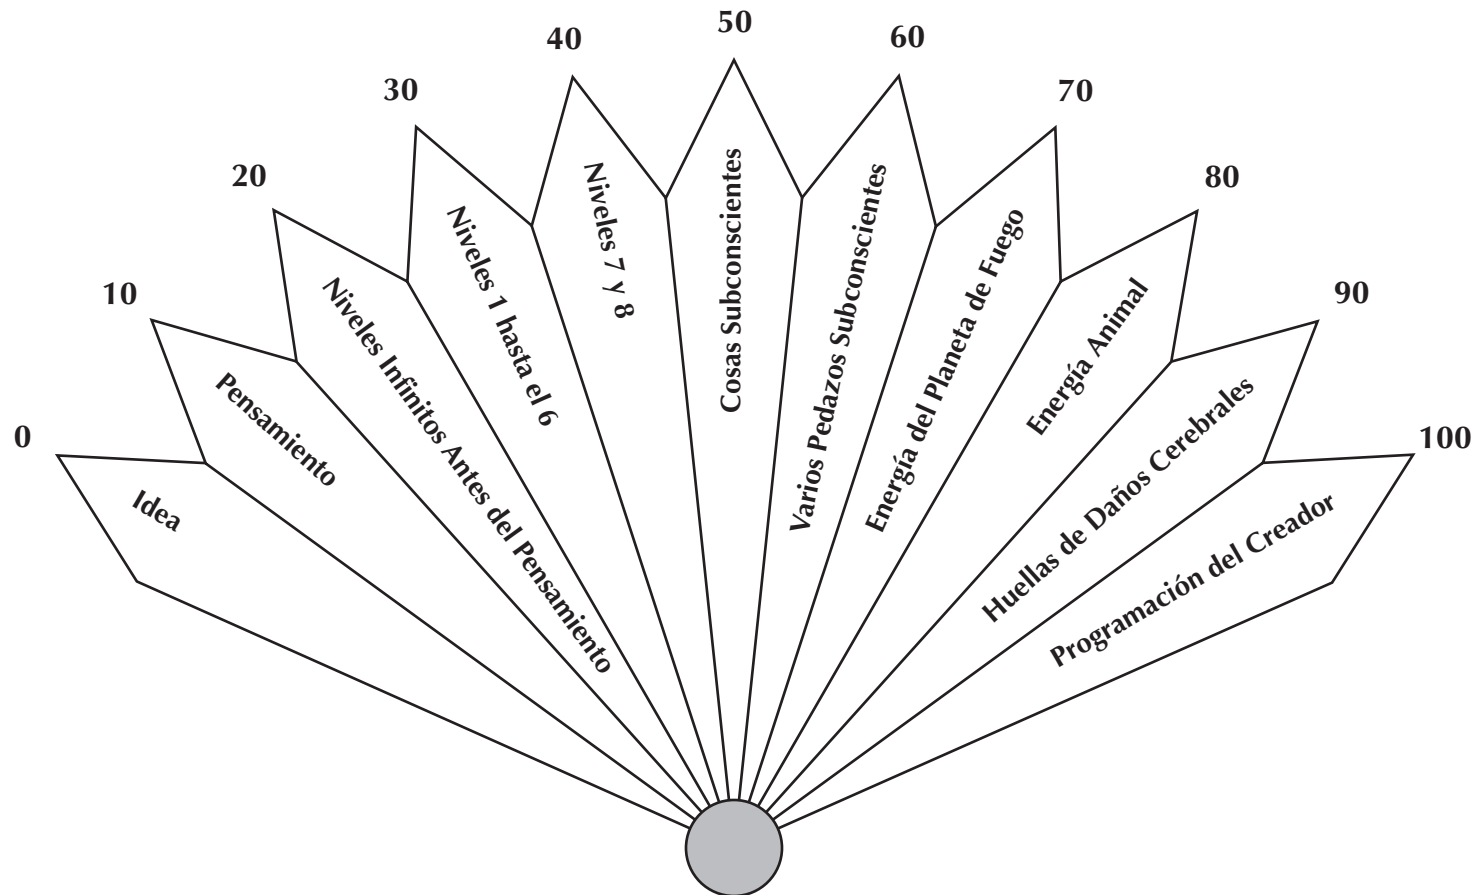 0
Idea
10
Pensamiento
20
Niveles Infinitos Antes del Pensamiento
30
Niveles 1 hasta el 6
40
Niveles 7 y 8
50
Cosas Subconscientes
60
Varios Pedazos Subconscientes
70
Energía del Planeta de Fuego
80
Energía Animal
90
Huellas de Daños Cerebrales
100
Programación del Creador